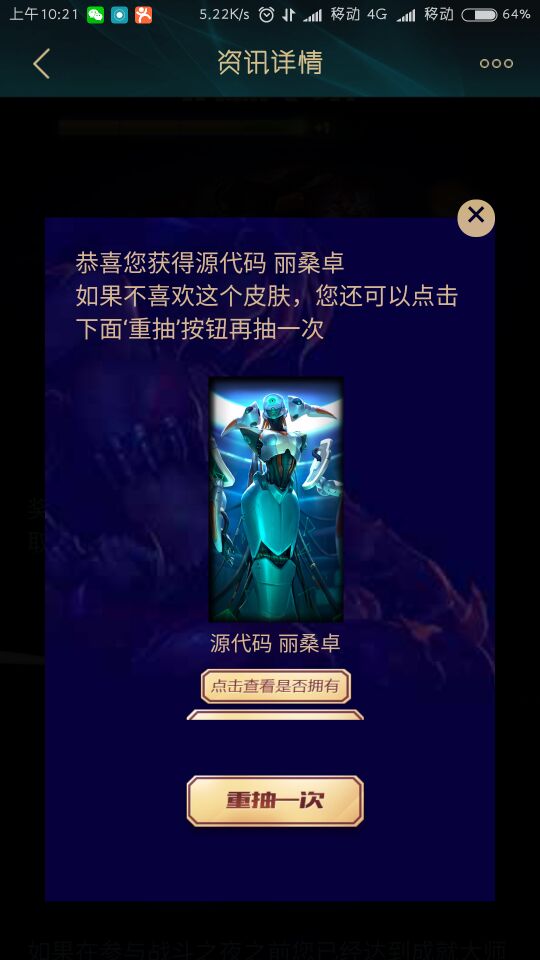 上午10:21
5.22K/s
移动 4G
移动
64%
资讯详情
恭喜您获得源代码 丽桑卓
如果不喜欢这个皮肤，您还可以点击
下面‘重抽’按钮再抽一次
源代码 丽桑卓
点击查看是否拥有
重抽一次
如果在参与战斗之夜之前您已经达到成就大师